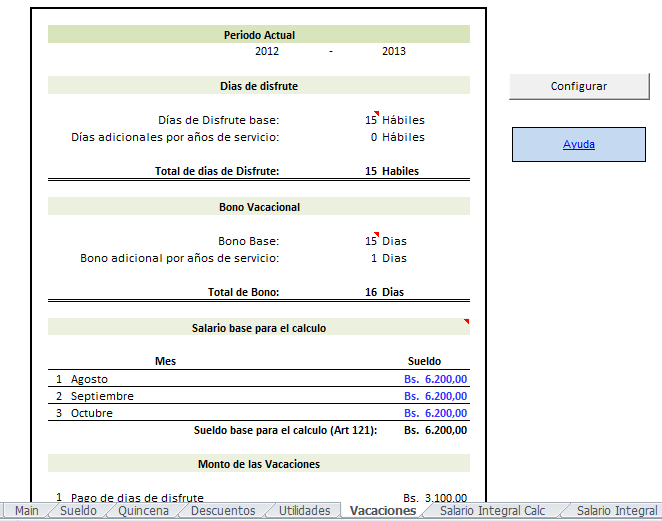 Periodo Actual
2012 - 2013
Dias de disfrute
Configurar
Días de Disfrute base: 15 Hábiles
Días adicionales por años de servicio: 0 Hábiles
Ayuda
Total de dias de Disfrute: 15 Habiles
Bono Vacacional
Bono Base: 15 Dias
Bono adicional por años de servicio: 1 Dias
Total de Bono: 16 Dias
Salario base para el calculo
Mes Sueldo
1 Agosto Bs. 6.200,00
2 Septiembre Bs. 6.200,00
3 Octubre Bs. 6.200,00
Sueldo base para el calculo (Art 121): Bs. 6.200,00
Monto de las Vacaciones
1 Pago de dias de disfrute Bs. 3.100,00
Main Sueldo Quincena Descuentos Utilidades Vacaciones Salario Integral Calc Salario Integral